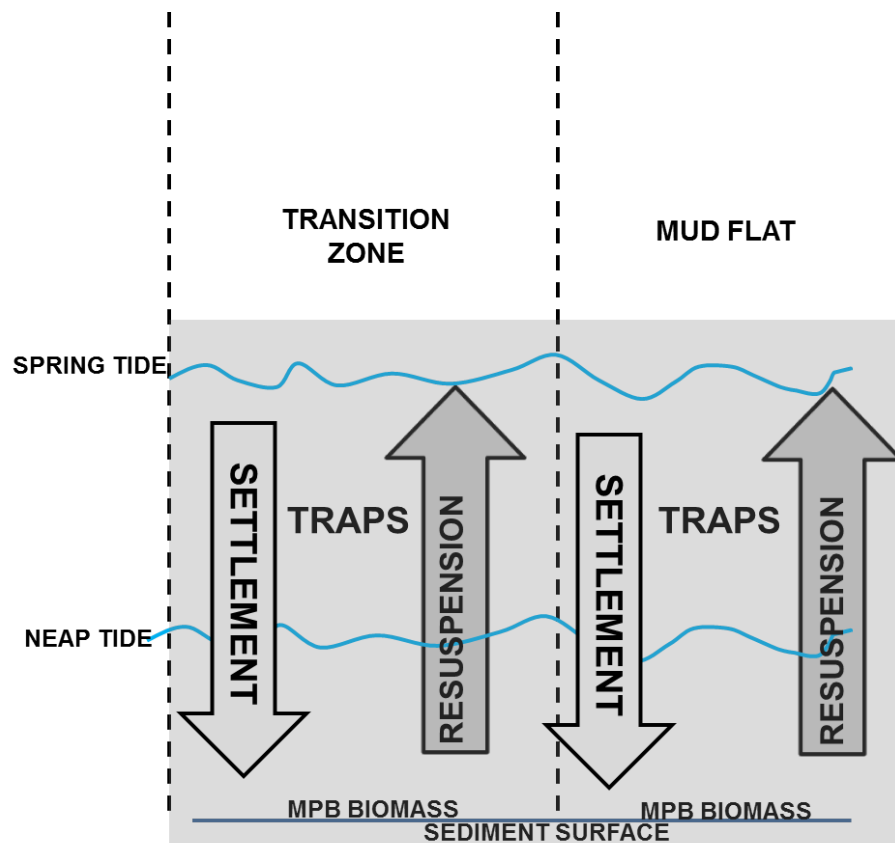 TRANSITION
ZONE
MUD FLAT
SPRING TIDE
SETTLEMENT
TRAPS
RESUSPENSION
SETTLEMENT
TRAPS
RESUSPENSION
NEAP TIDE
MPB BIOMASS
MPB BIOMASS
SEDIMENT SURFACE